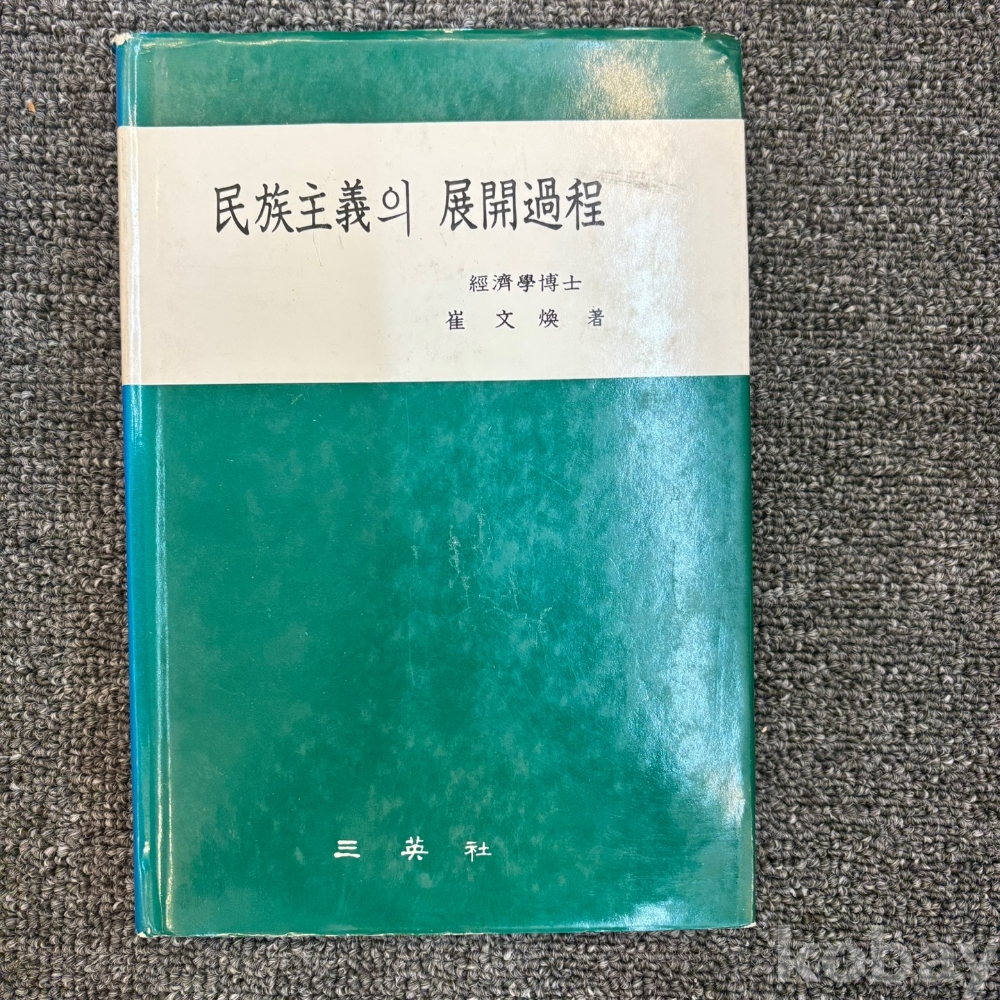 民族主義의 展開過程
經濟學博士
崔文煥 著
三英社
kobay